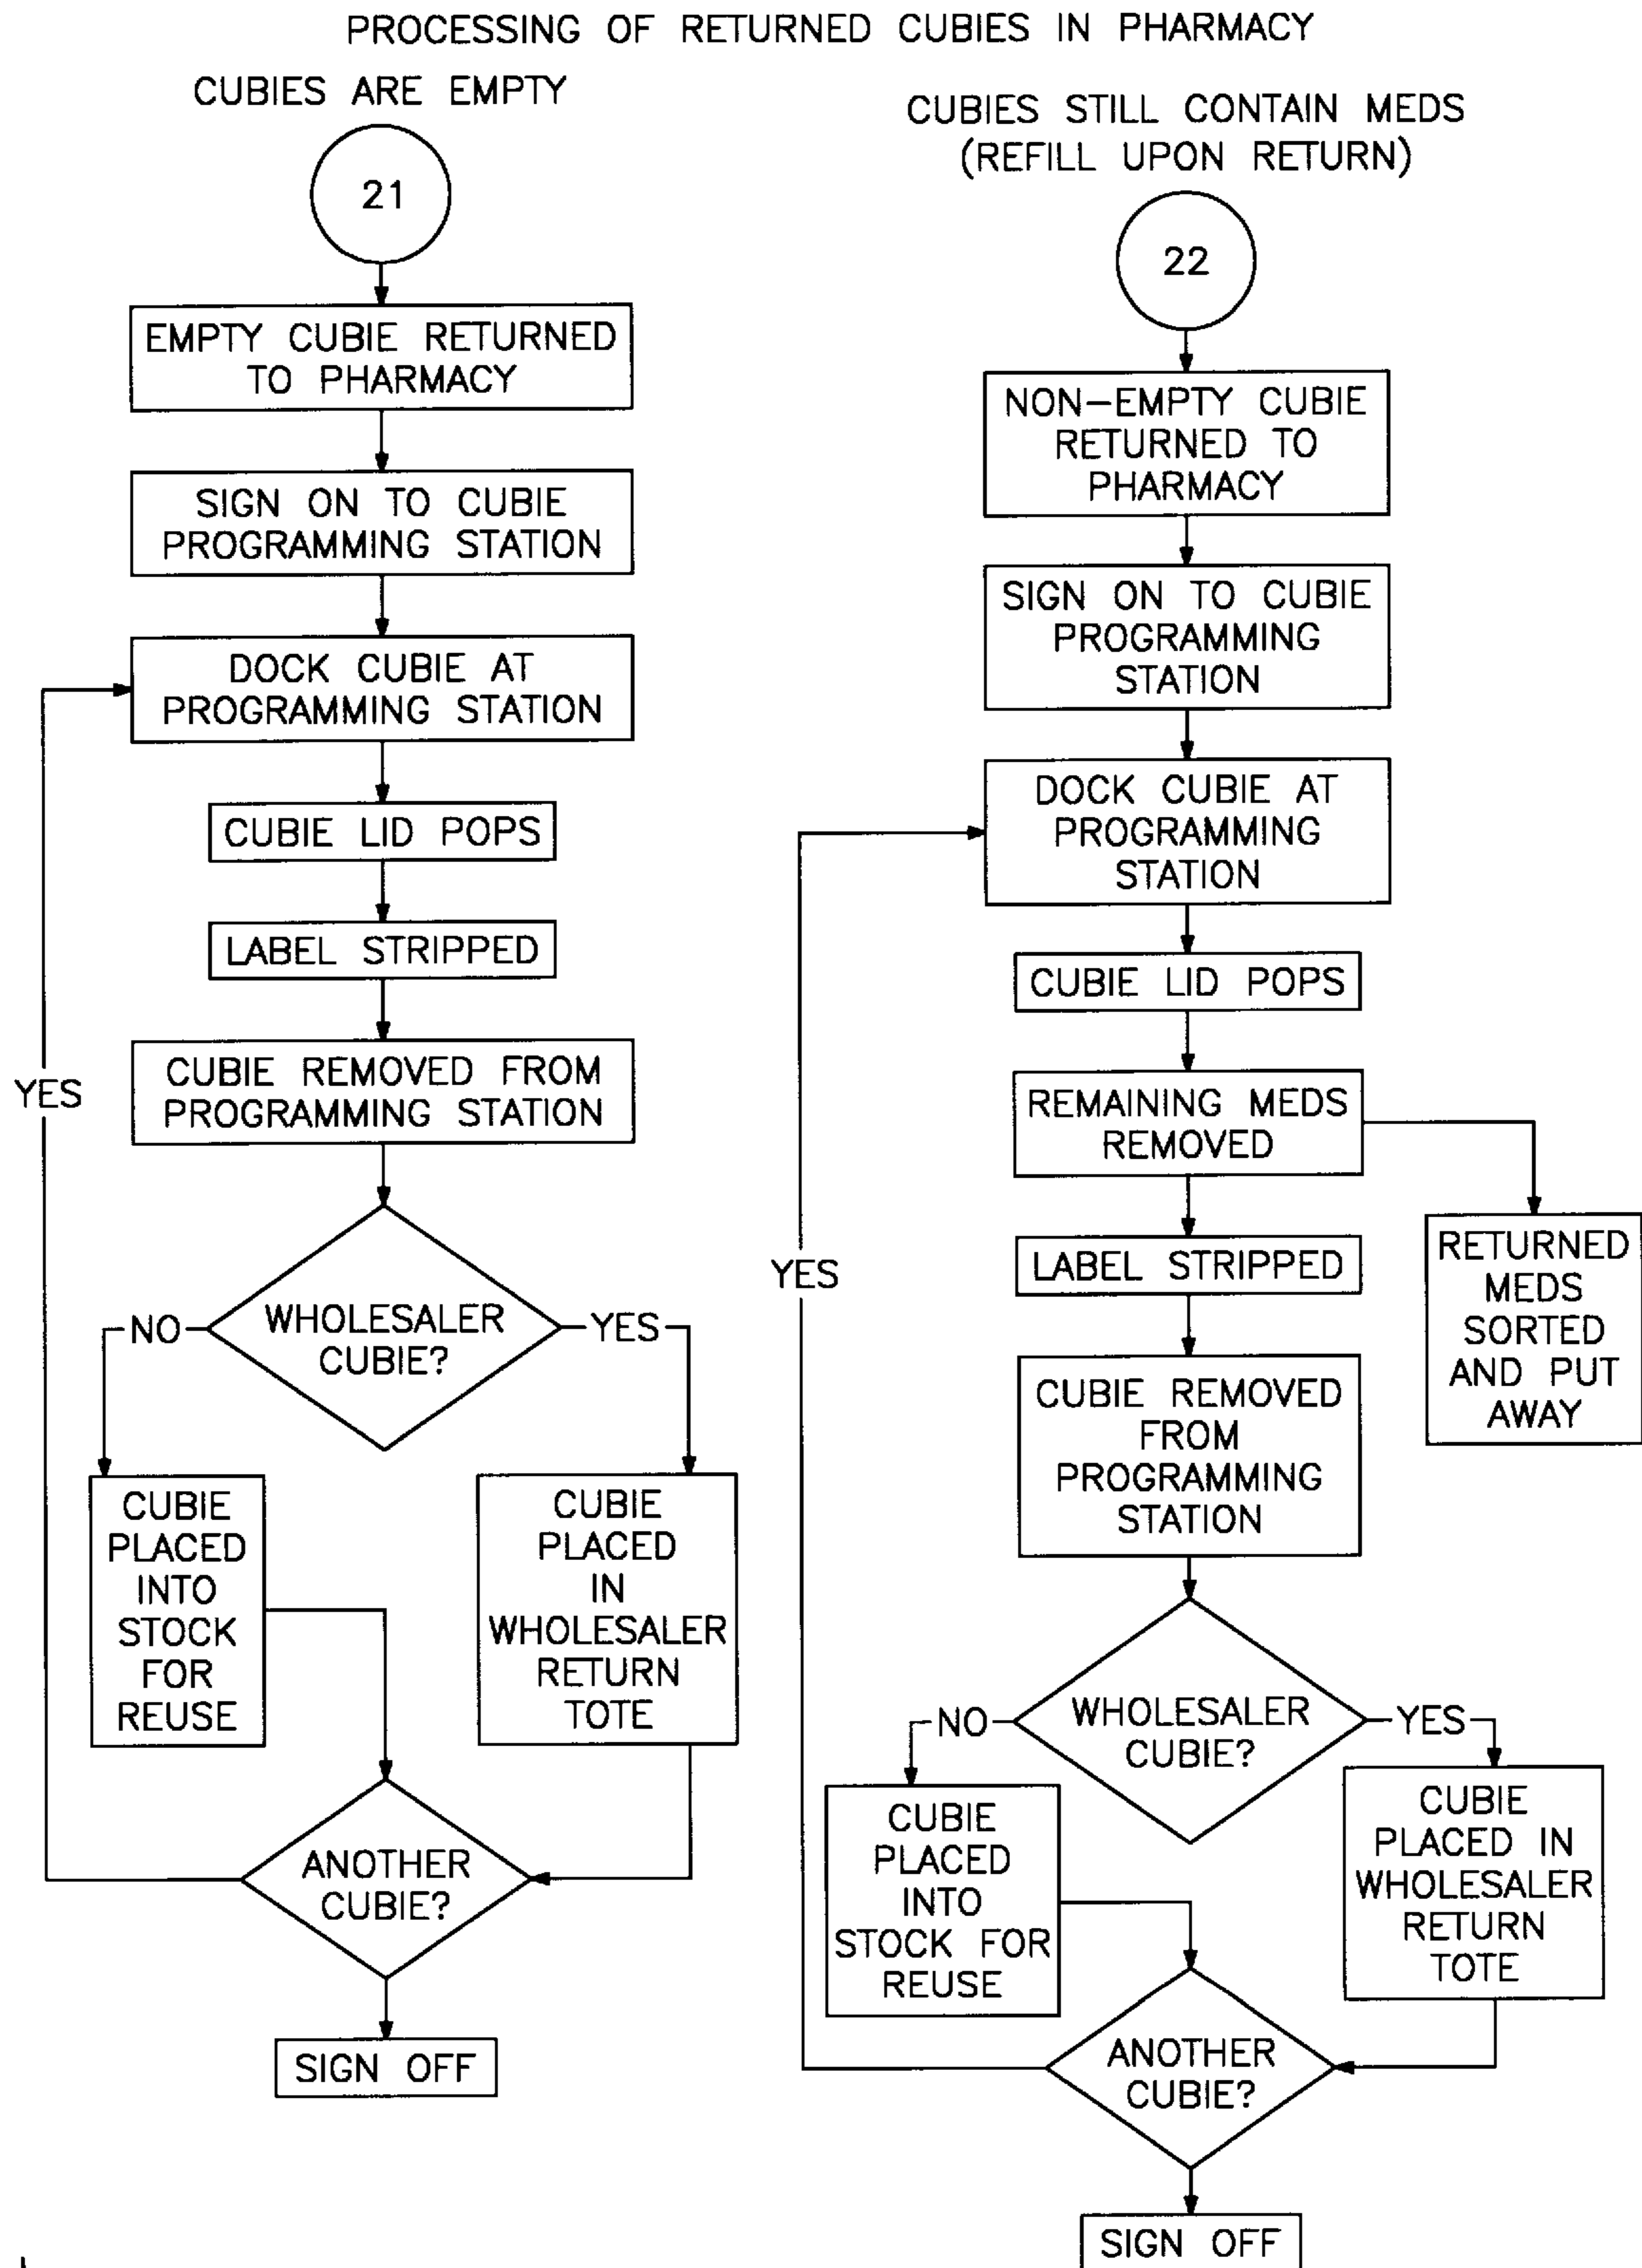 PROCESSING OF RETURNED CUBIES IN PHARMACY
CUBIES ARE EMPTY
21
EMPTY CUBIE RETURNED
TO PHARMACY
SIGN ON TO CUBIE
PROGRAMMING STATION
DOCK CUBIE AT
PROGRAMMING STATION
CUBIE LID POPS
LABEL STRIPPED
CUBIE REMOVED FROM
PROGRAMMING STATION
YES
WHOLESALER
CUBIE?
NO
YES
CUBIE
PLACED
INTO
STOCK
FOR
REUSE
CUBIE
PLACED
IN
WHOLESALER
RETURN
TOTE
ANOTHER
CUBIE?
SIGN OFF
CUBIES STILL CONTAIN MEDS
(REFILL UPON RETURN)
22
NON-EMPTY CUBIE
RETURNED TO
PHARMACY
SIGN ON TO CUBIE
PROGRAMMING
STATION
DOCK CUBIE AT
PROGRAMMING
STATION
CUBIE LID POPS
REMAINING MEDS
REMOVED
RETURNED
MEDS
SORTED
AND PUT
AWAY
LABEL STRIPPED
YES
CUBIE REMOVED
FROM
PROGRAMMING
STATION
WHOLESALER
CUBIE?
NO
YES
CUBIE
PLACED
INTO
STOCK FOR
REUSE
CUBIE
PLACED IN
WHOLESALER
RETURN
TOTE
ANOTHER
CUBIE?
SIGN OFF